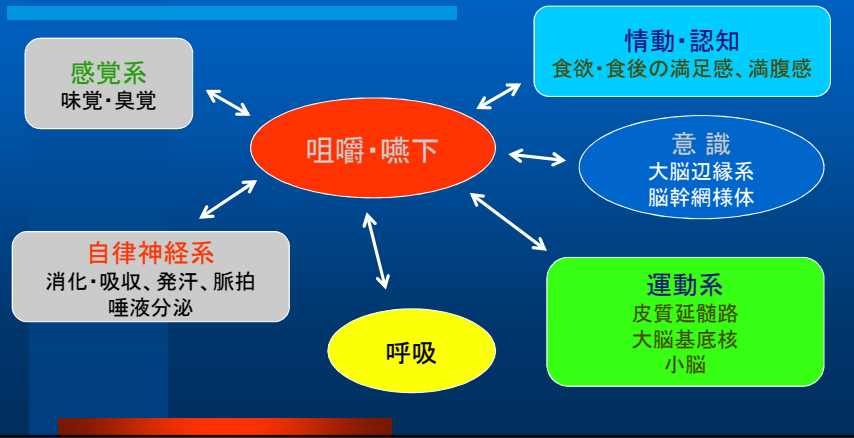 感覚系
味覚・臭覚
情動・認知
食欲・食後の満足感、満腹感
咀嚼・嚥下
意 識
大脳辺縁系
脳幹網様体
自律神経系
消化・吸収、発汗、脈拍
唾液分泌
呼吸
運動系
皮質延髄路
大脳基底核
小脳